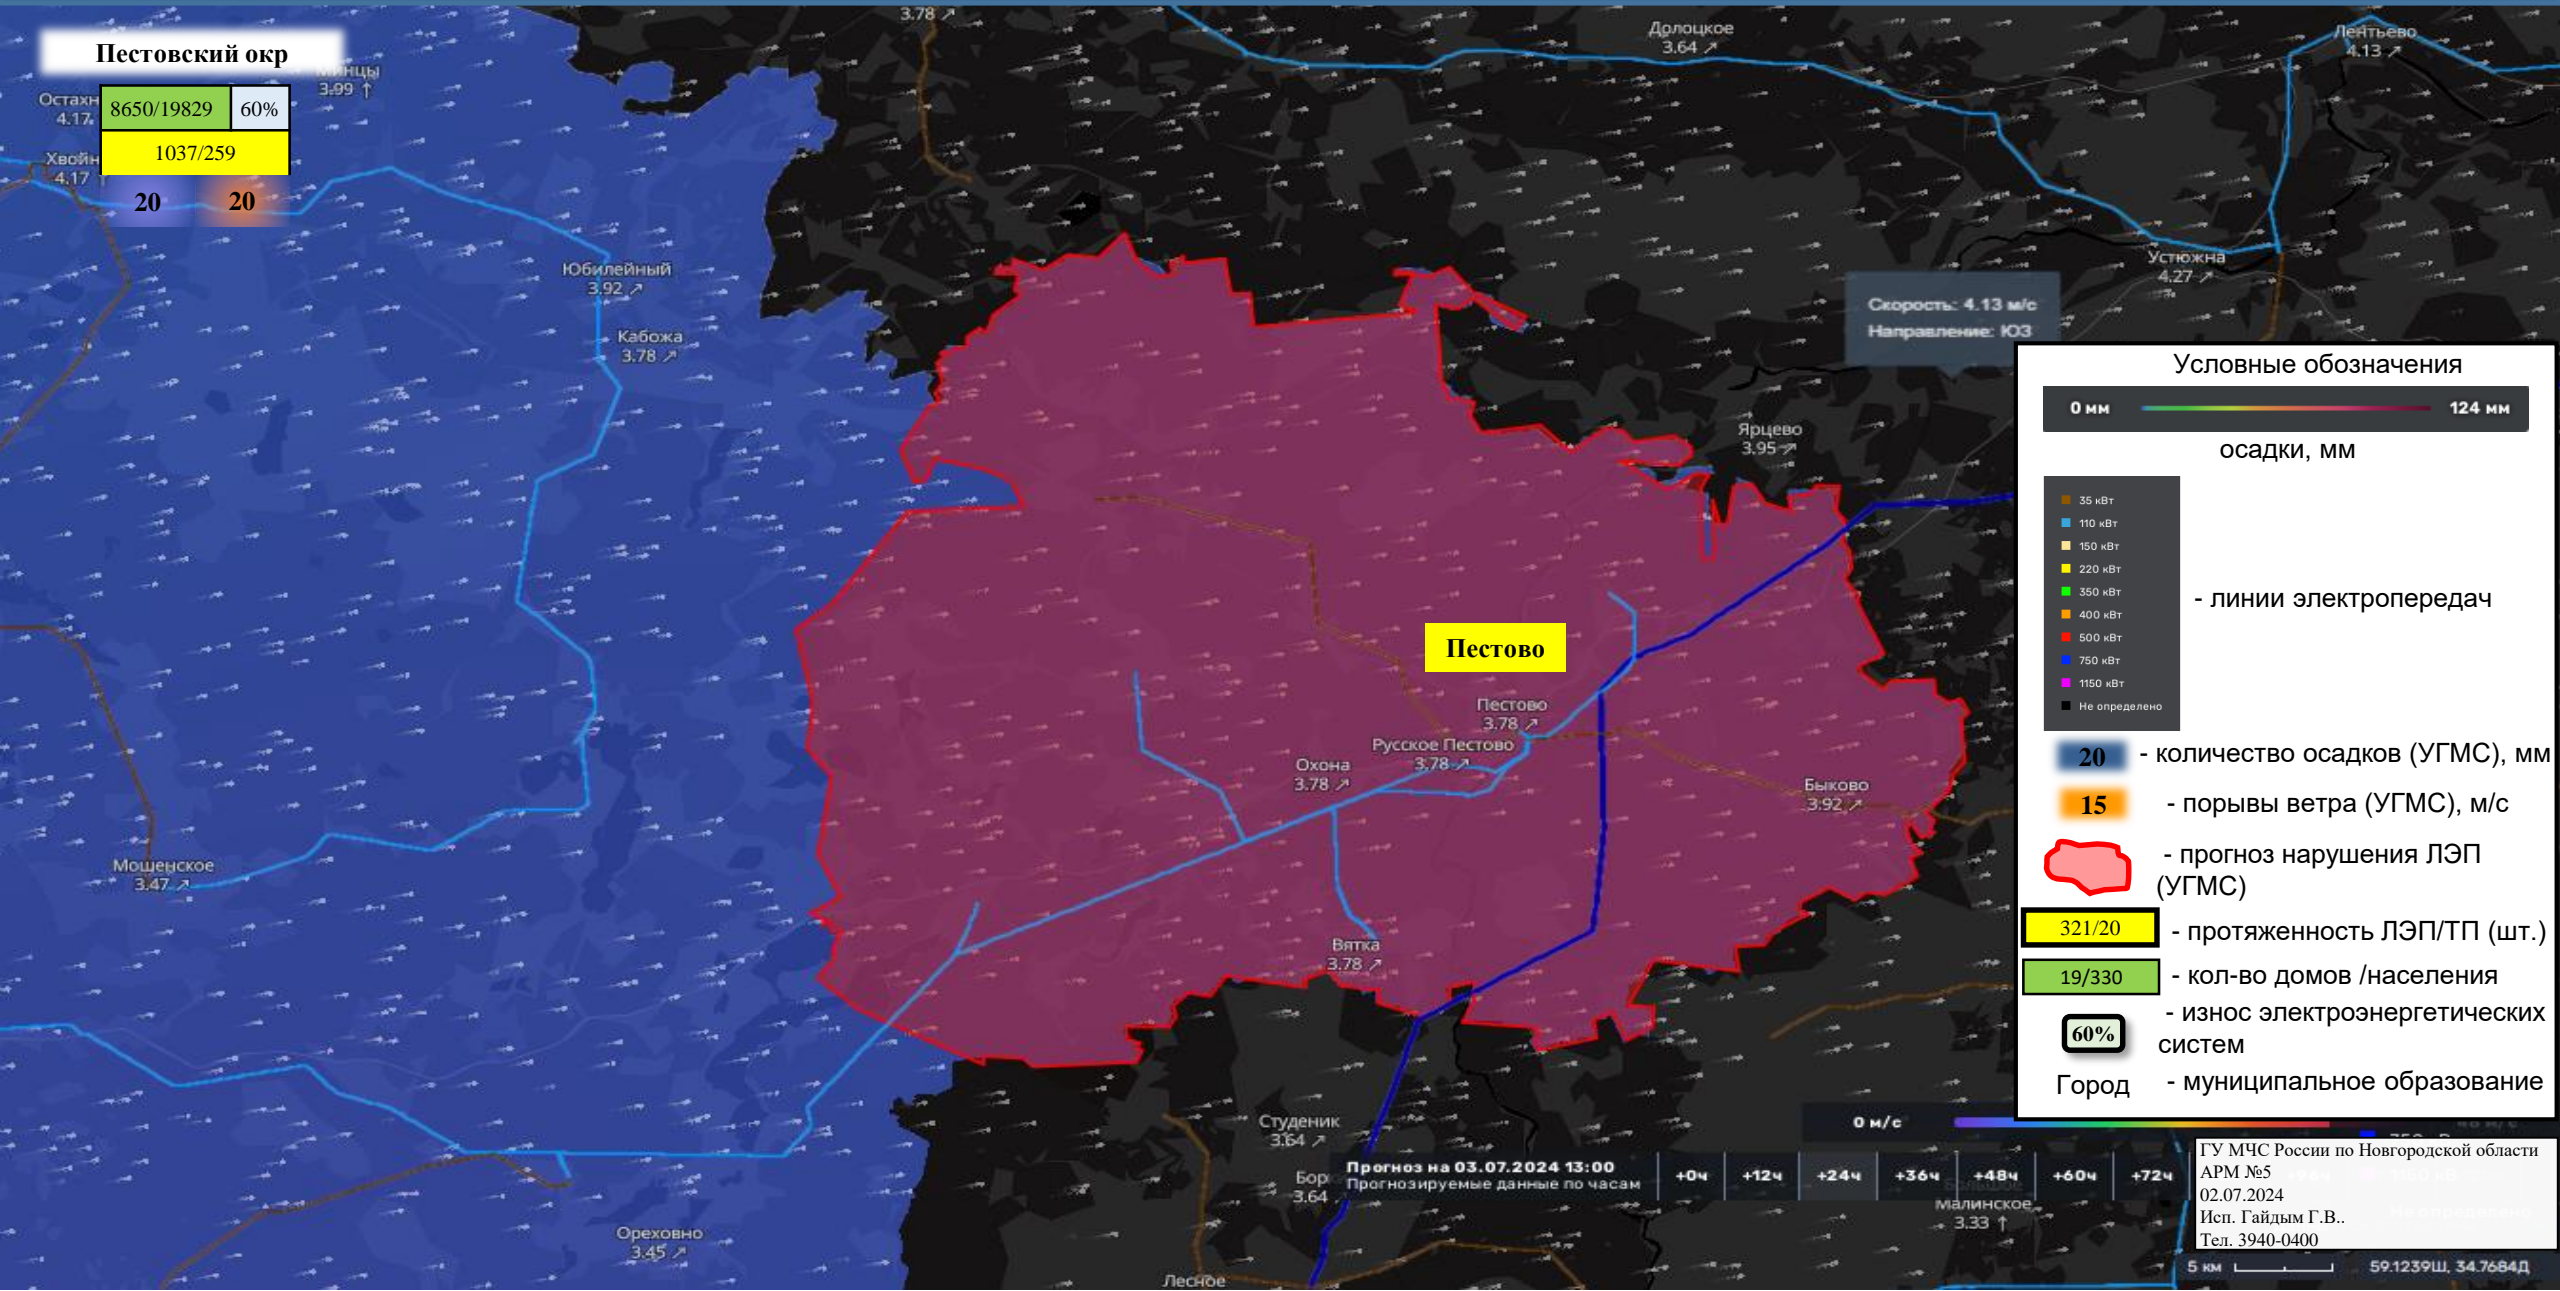 Пестовский окр
8650/19829 60%
1037/259
20 20
Остахн
4.17
3.99 ↑
Хвойн
4.17 ↑
3.78 ↗
Долоцкое
3.64 ↗
Лентьево
4.13 ↗
Устюжна
4.27 ↗
Юбилейный
3.92 ↗
Кабожа
3.78 ↗
Скорость: 4.13 м/с
Направление: ЮЗ
Ярцево
3.95 ↗
Пестово
Пестово
3.78 ↗
Русское Пестово
3.78 ↗
Охона
3.78 ↗
Быково
3.92 ↗
Мошенское
3.47 ↗
Вятка
3.78 ↗
Студеник
3.64 ↗
Бор
3.64
Ореховно
3.45 ↗
Лесное
Малинское
3.33 ↑
Условные обозначения
0 мм 124 мм
осадки, мм
35 кВт
110 кВт
150 кВт
220 кВт
350 кВт
400 кВт
500 кВт
750 кВт
1150 кВт
Не определено
- линии электропередач
20 - количество осадков (УГМС), мм
15 - порывы ветра (УГМС), м/с
- прогноз нарушения ЛЭП
(УГМС)
321/20 - протяженность ЛЭП/ТП (шт.)
19/330 - кол-во домов /населения
60% - износ электроэнергетических
систем
Город - муниципальное образование
0 м/с
Прогноз на 03.07.2024 13:00
Прогнозируемые данные по часам
+0ч +12ч +24ч +36ч +48ч +60ч +72ч
ГУ МЧС России по Новгородской области
АРМ №5
02.07.2024
Исп. Гайдым Г.В..
Тел. 3940-0400
5 км 59.1239Ш, 34.7684Д